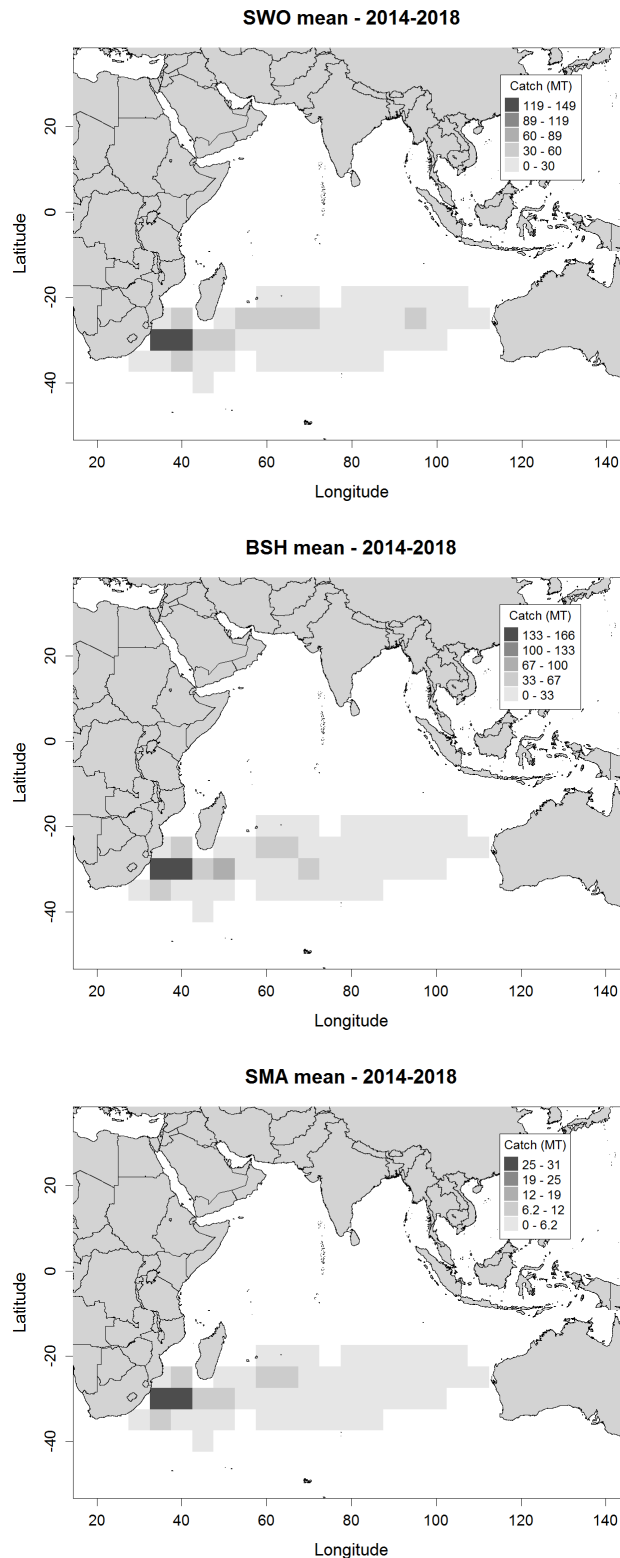 SWO mean - 2014-2018
Catch (MT)
119 - 149
89 - 119
60 - 89
30 - 60
0 - 30
20
0
-20
-40
Latitude
20 40 60 80 100 120 140
Longitude
BSH mean - 2014-2018
Catch (MT)
133 - 166
100 - 133
67 - 100
33 - 67
0 - 33
20
0
-20
-40
Latitude
20 40 60 80 100 120 140
Longitude
SMA mean - 2014-2018
Catch (MT)
25 - 31
19 - 25
12 - 19
6.2 - 12
0 - 6.2
20
0
-20
-40
Latitude
20 40 60 80 100 120 140
Longitude